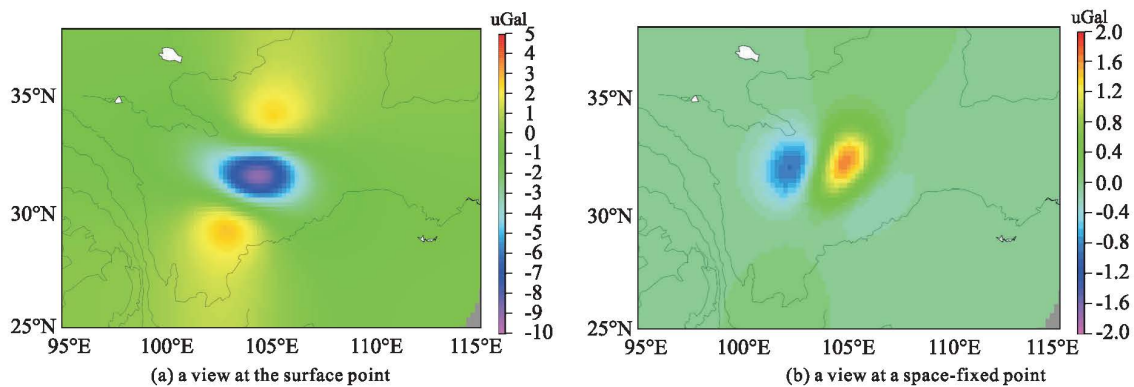 uGal
5
4
3
2
1
0
-1
-2
-3
-4
-5
-6
-7
-8
-9
-10
35°N
30°N
25°N
95°E 100°E 105°E 110°E 115°E
(a) a view at the surface point
uGal
2.0
1.6
1.2
0.8
0.4
0.0
-0.4
-0.8
-1.2
-1.6
-2.0
35°N
30°N
25°N
95°E 100°E 105°E 110°E 115°E
(b) a view at a space-fixed point